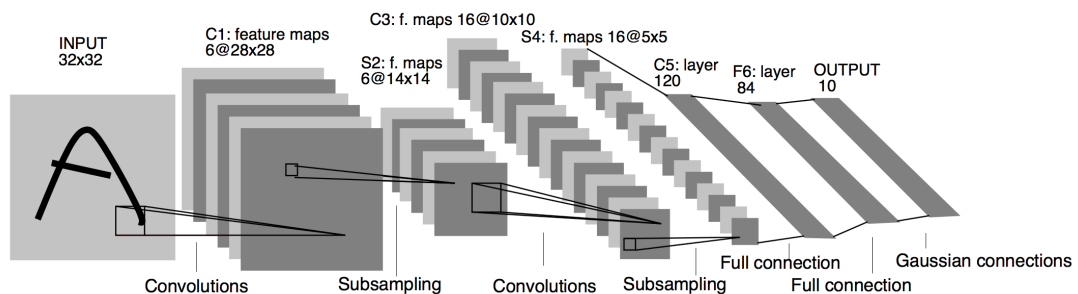 INPUT
32x32
C1: feature maps
6@28x28
S2: f. maps
6@14x14
C3: f. maps 16@10x10
S4: f. maps 16@5x5
C5: layer
120
F6: layer
84
OUTPUT
10
Convolutions
Subsampling
Convolutions
Subsampling
Full connection
Full connection
Gaussian connections